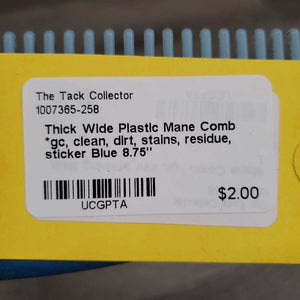 The Tack Collector
1007365-258
Thick Wide Plastic Mane Comb
*gc, clean, dirt, stains, residue,
sticker Blue 8.75"
UCGPTA
$2.00